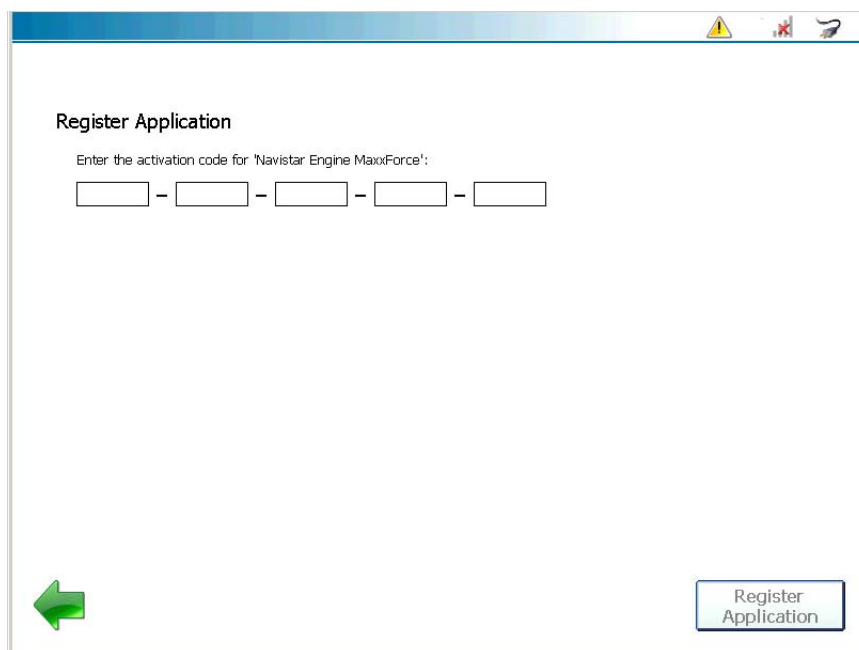 Register Application
Enter the activation code for 'Navistar Engine MaxxForce':
– – – –
Register
Application